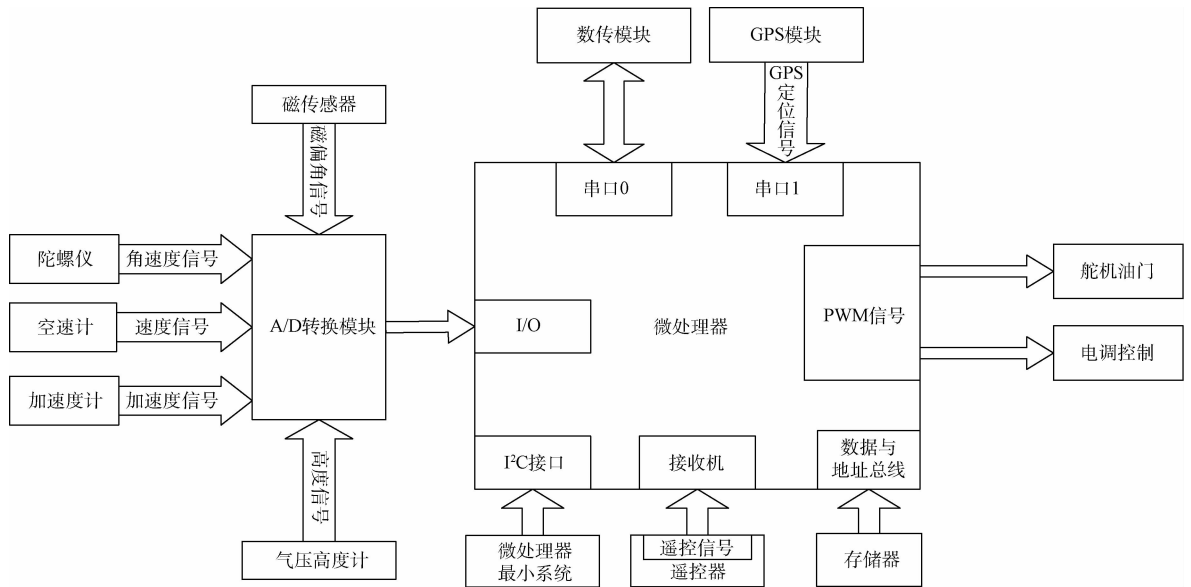 数传模块
GPS模块
GPS
定位信号
磁传感器
磁偏角信号
串口0
串口1
陀螺仪
角速度信号
空速计
速度信号
加速度计
加速度信号
A/D转换模块
I/O
微处理器
PWM信号
舵机油门
电调控制
高度信号
气压高度计
I²C接口
接收机
数据与
地址总线
微处理器
最小系统
遥控信号
遥控器
存储器